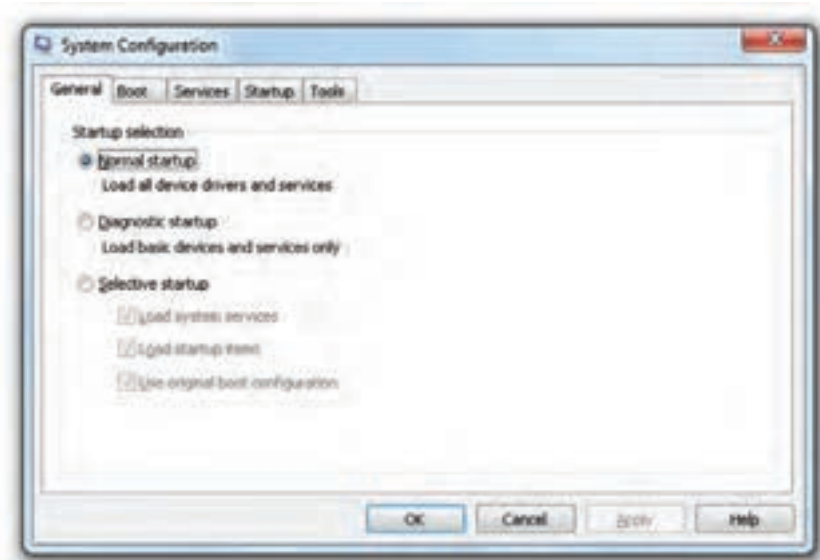 System Configuration
General Boot Services Startup Tools
Startup selection
Normal startup
Load all device drivers and services
Diagnostic startup
Load basic devices and services only
Selective startup
Load system services
Load startup items
Use original boot configuration
OK Cancel Apply Help